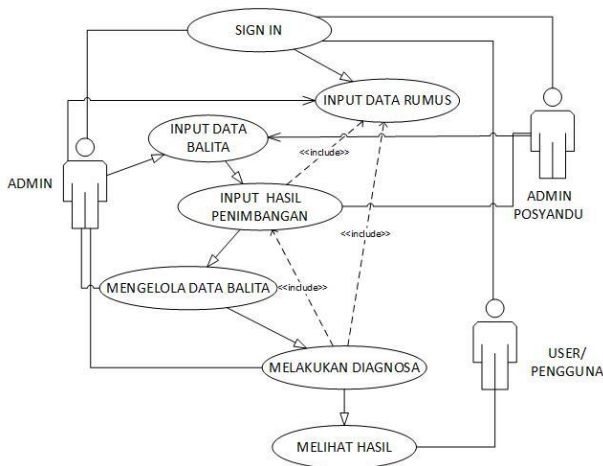 SIGN IN
INPUT DATA RUMUS
INPUT DATA
BALITA
<<include>>
ADMIN
INPUT HASIL
PENIMBANGAN
ADMIN
POSYANDU
<<include>>
MENGELOLA DATA BALITA
<<include>>
MELAKUKAN DIAGNOSA
USER/
PENGGUNA
MELIHAT HASIL